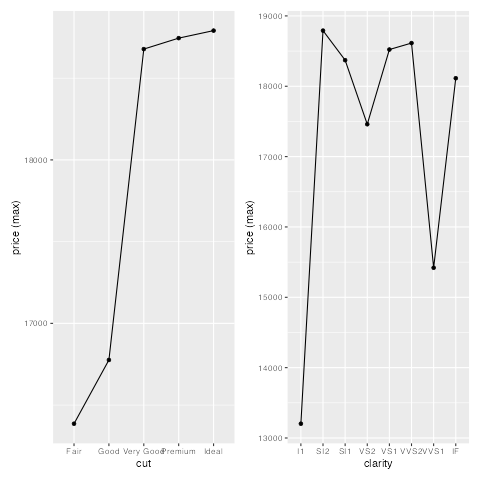 price (max)
18000
17000
Fair Good Very Good Premium Ideal
cut
price (max)
19000
18000
17000
16000
15000
14000
13000
I1 SI2 SI1 VS2 VS1 VVS2 VVS1 IF
clarity